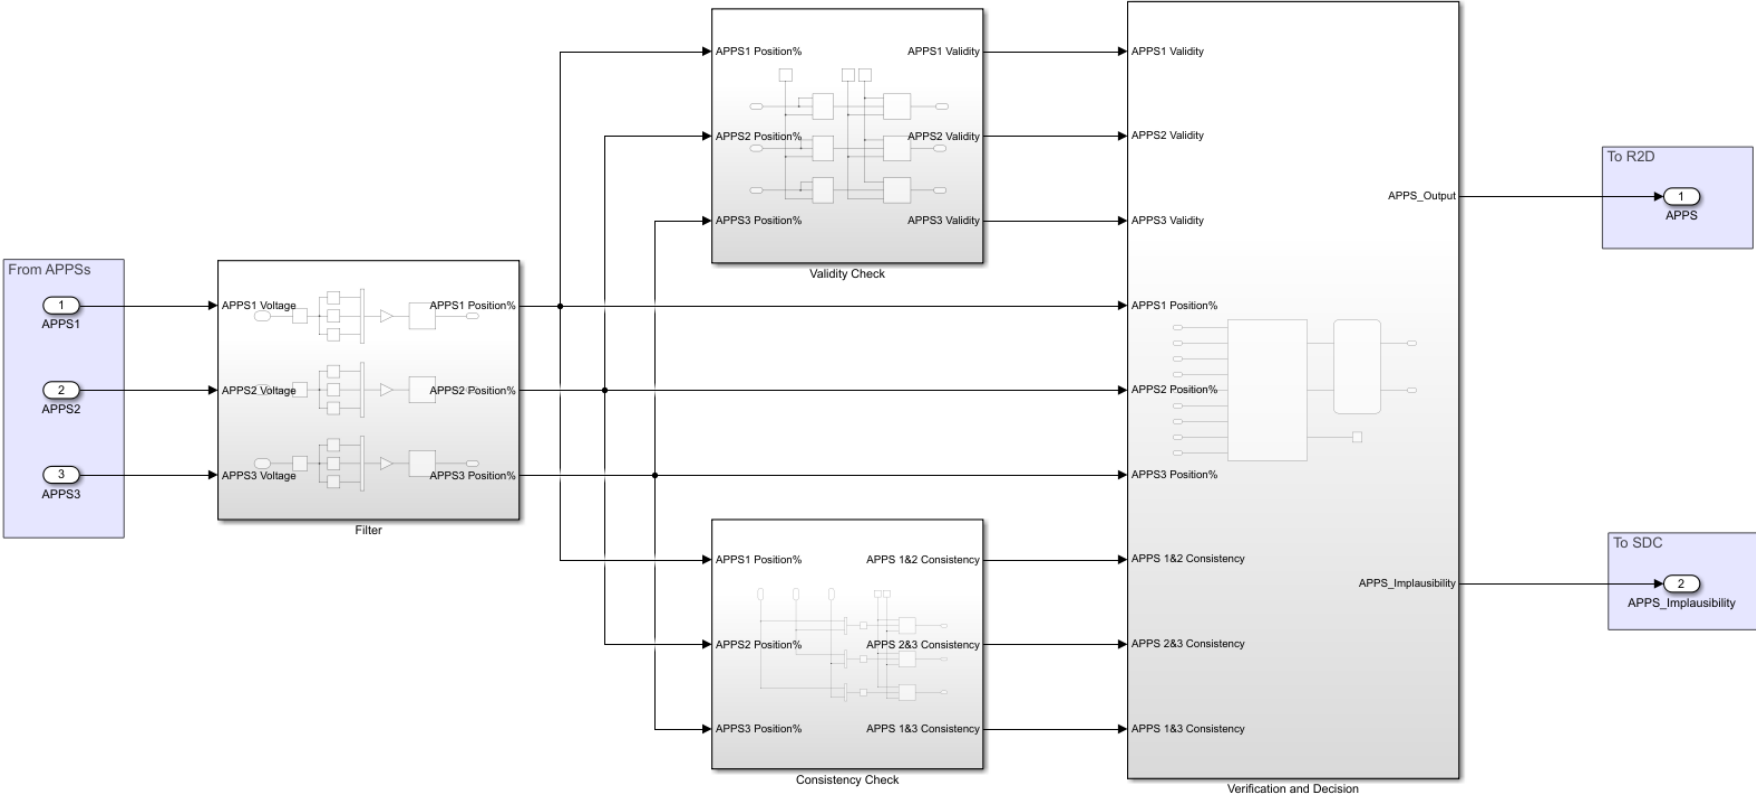 From APPSs
1
APPS1
2
APPS2
3
APPS3
APPS1 Voltage
APPS2 Voltage
APPS3 Voltage
APPS1 Position%
APPS2 Position%
APPS3 Position%
Filter
APPS1 Position%
APPS2 Position%
APPS3 Position%
APPS1 Validity
APPS2 Validity
APPS3 Validity
Validity Check
APPS1 Position%
APPS2 Position%
APPS3 Position%
APPS 1&2 Consistency
APPS 2&3 Consistency
APPS 1&3 Consistency
Consistency Check
APPS1 Validity
APPS2 Validity
APPS3 Validity
APPS1 Position%
APPS2 Position%
APPS3 Position%
APPS 1&2 Consistency
APPS 2&3 Consistency
APPS 1&3 Consistency
APPS_Output
APPS_Implausibility
Verification and Decision
To R2D
1
APPS
To SDC
2
APPS_Implausibility